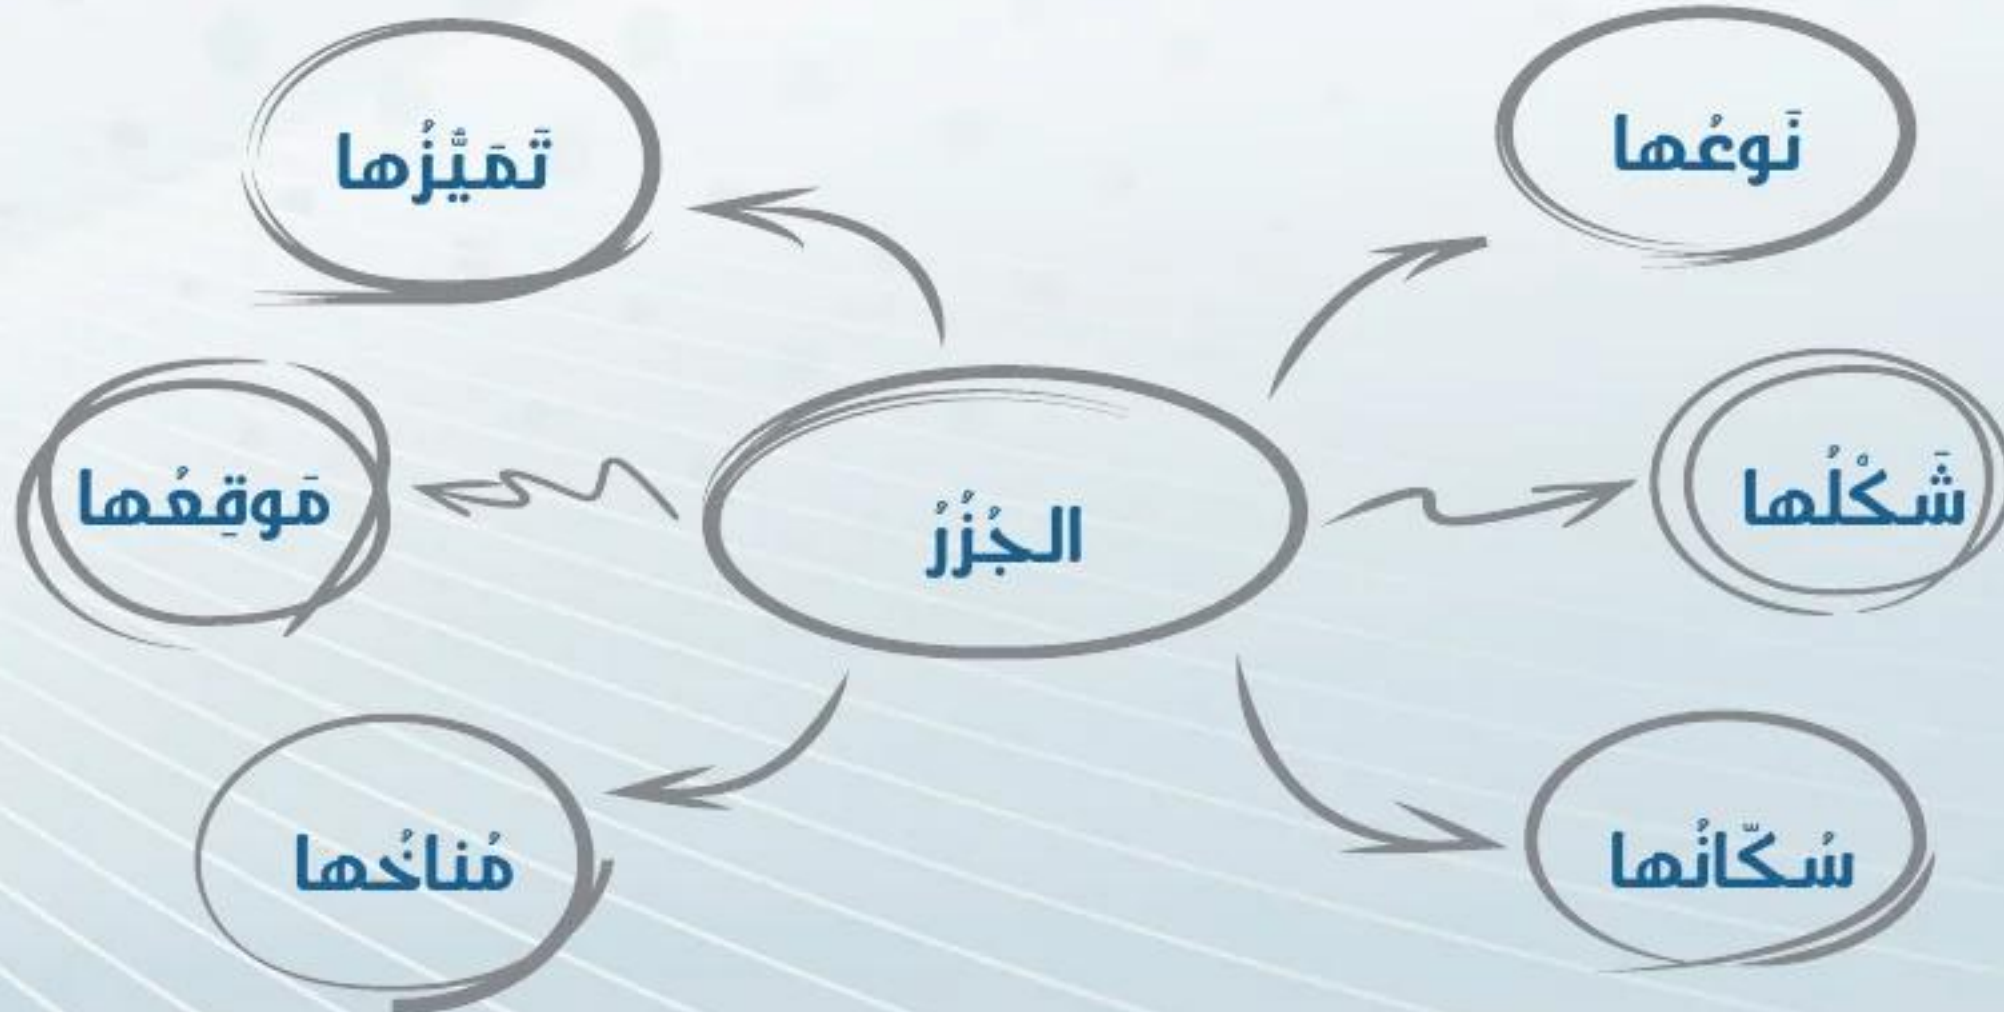 نَوعُها
تَمَيُّزُها
شَكْلُها
الجُزُرُ
مَوقِعُها
سُكّانُها
مُناخُها